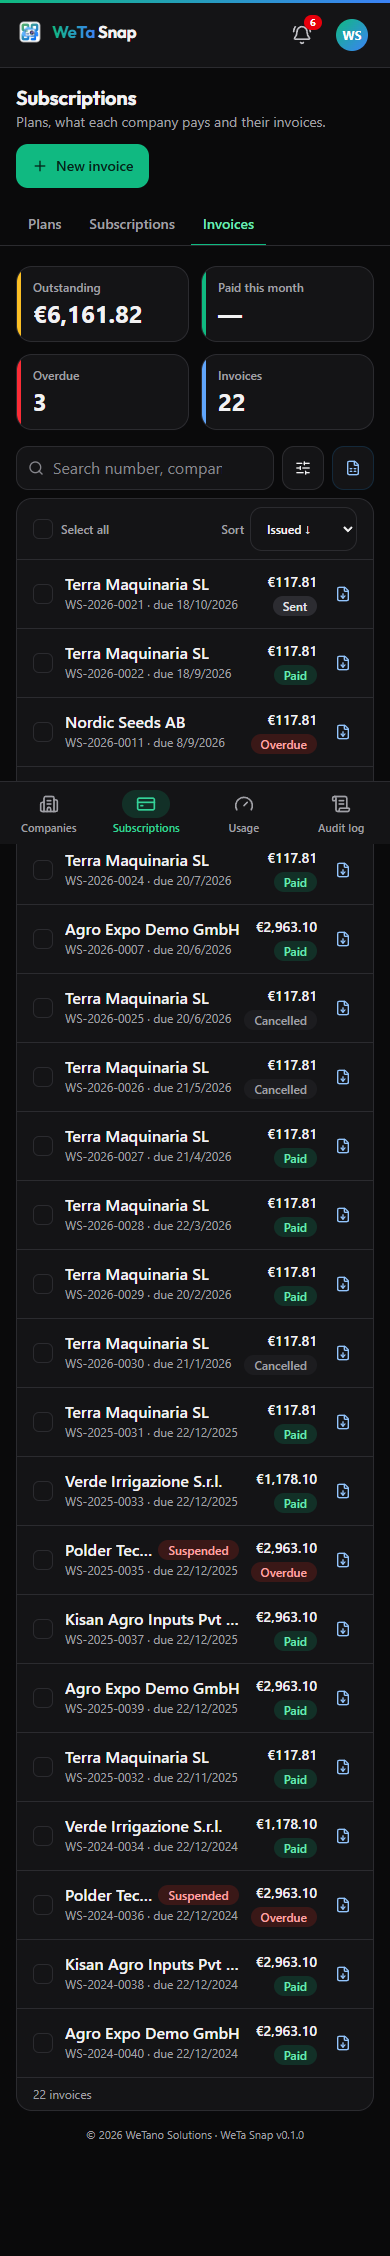 WeTa Snap
6
WS
Subscriptions
Plans, what each company pays and their invoices.
+ New invoice
Plans Subscriptions Invoices
Outstanding
€6,161.82
Paid this month
—
Overdue
3
Invoices
22
Search number, compar
Select all Sort Issued ↓
Terra Maquinaria SL €117.81
WS-2026-0021 · due 18/10/2026 Sent
Terra Maquinaria SL €117.81
WS-2026-0022 · due 18/9/2026 Paid
Nordic Seeds AB €117.81
WS-2026-0011 · due 8/9/2026 Overdue
Companies Subscriptions Usage Audit log
Terra Maquinaria SL €117.81
WS-2026-0024 · due 20/7/2026 Paid
Agro Expo Demo GmbH €2,963.10
WS-2026-0007 · due 20/6/2026 Paid
Terra Maquinaria SL €117.81
WS-2026-0025 · due 20/6/2026 Cancelled
Terra Maquinaria SL €117.81
WS-2026-0026 · due 21/5/2026 Cancelled
Terra Maquinaria SL €117.81
WS-2026-0027 · due 21/4/2026 Paid
Terra Maquinaria SL €117.81
WS-2026-0028 · due 22/3/2026 Paid
Terra Maquinaria SL €117.81
WS-2026-0029 · due 20/2/2026 Paid
Terra Maquinaria SL €117.81
WS-2026-0030 · due 21/1/2026 Cancelled
Terra Maquinaria SL €117.81
WS-2025-0031 · due 22/12/2025 Paid
Verde Irrigazione S.r.l. €1,178.10
WS-2025-0033 · due 22/12/2025 Paid
Polder Tec... Suspended €2,963.10
WS-2025-0035 · due 22/12/2025 Overdue
Kisan Agro Inputs Pvt ... €2,963.10
WS-2025-0037 · due 22/12/2025 Paid
Agro Expo Demo GmbH €2,963.10
WS-2025-0039 · due 22/12/2025 Paid
Terra Maquinaria SL €117.81
WS-2025-0032 · due 22/11/2025 Paid
Verde Irrigazione S.r.l. €1,178.10
WS-2024-0034 · due 22/12/2024 Paid
Polder Tec... Suspended €2,963.10
WS-2024-0036 · due 22/12/2024 Overdue
Kisan Agro Inputs Pvt ... €2,963.10
WS-2024-0038 · due 22/12/2024 Paid
Agro Expo Demo GmbH €2,963.10
WS-2024-0040 · due 22/12/2024 Paid
22 invoices
© 2026 WeTano Solutions · WeTa Snap v0.1.0